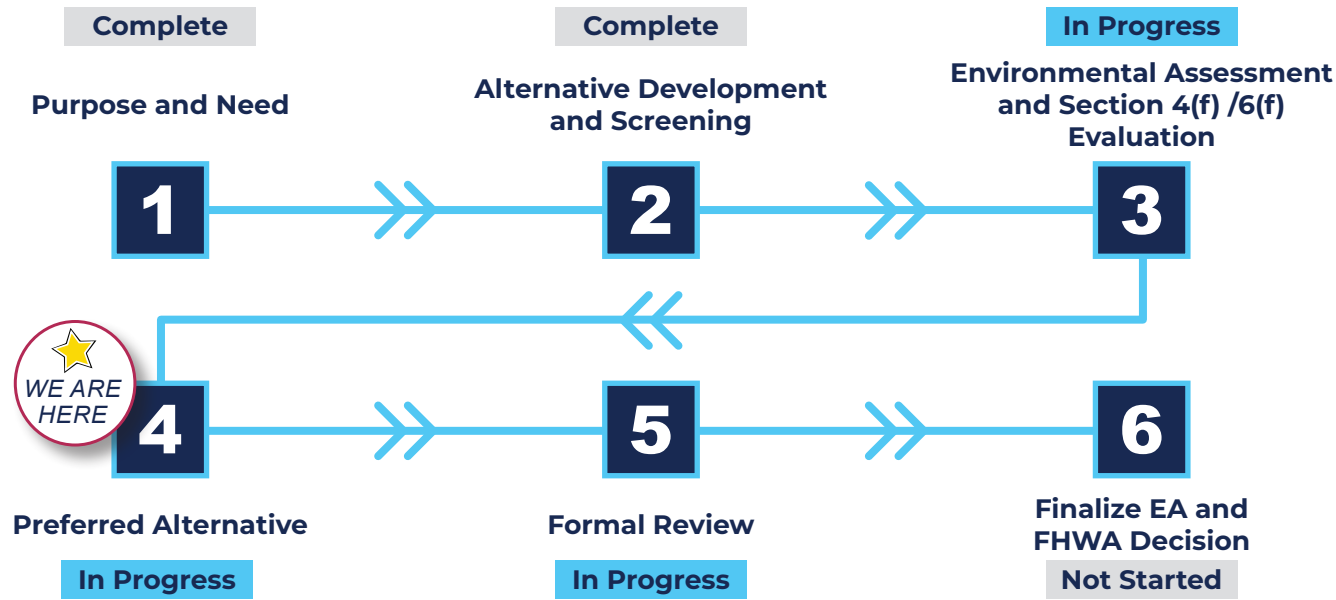 Complete
Complete
In Progress
Purpose and Need
Alternative Development
and Screening
Environmental Assessment
and Section 4(f) /6(f)
Evaluation
1
2
3
WE ARE
HERE
4
5
6
Preferred Alternative
Formal Review
Finalize EA and
FHWA Decision
In Progress
In Progress
Not Started